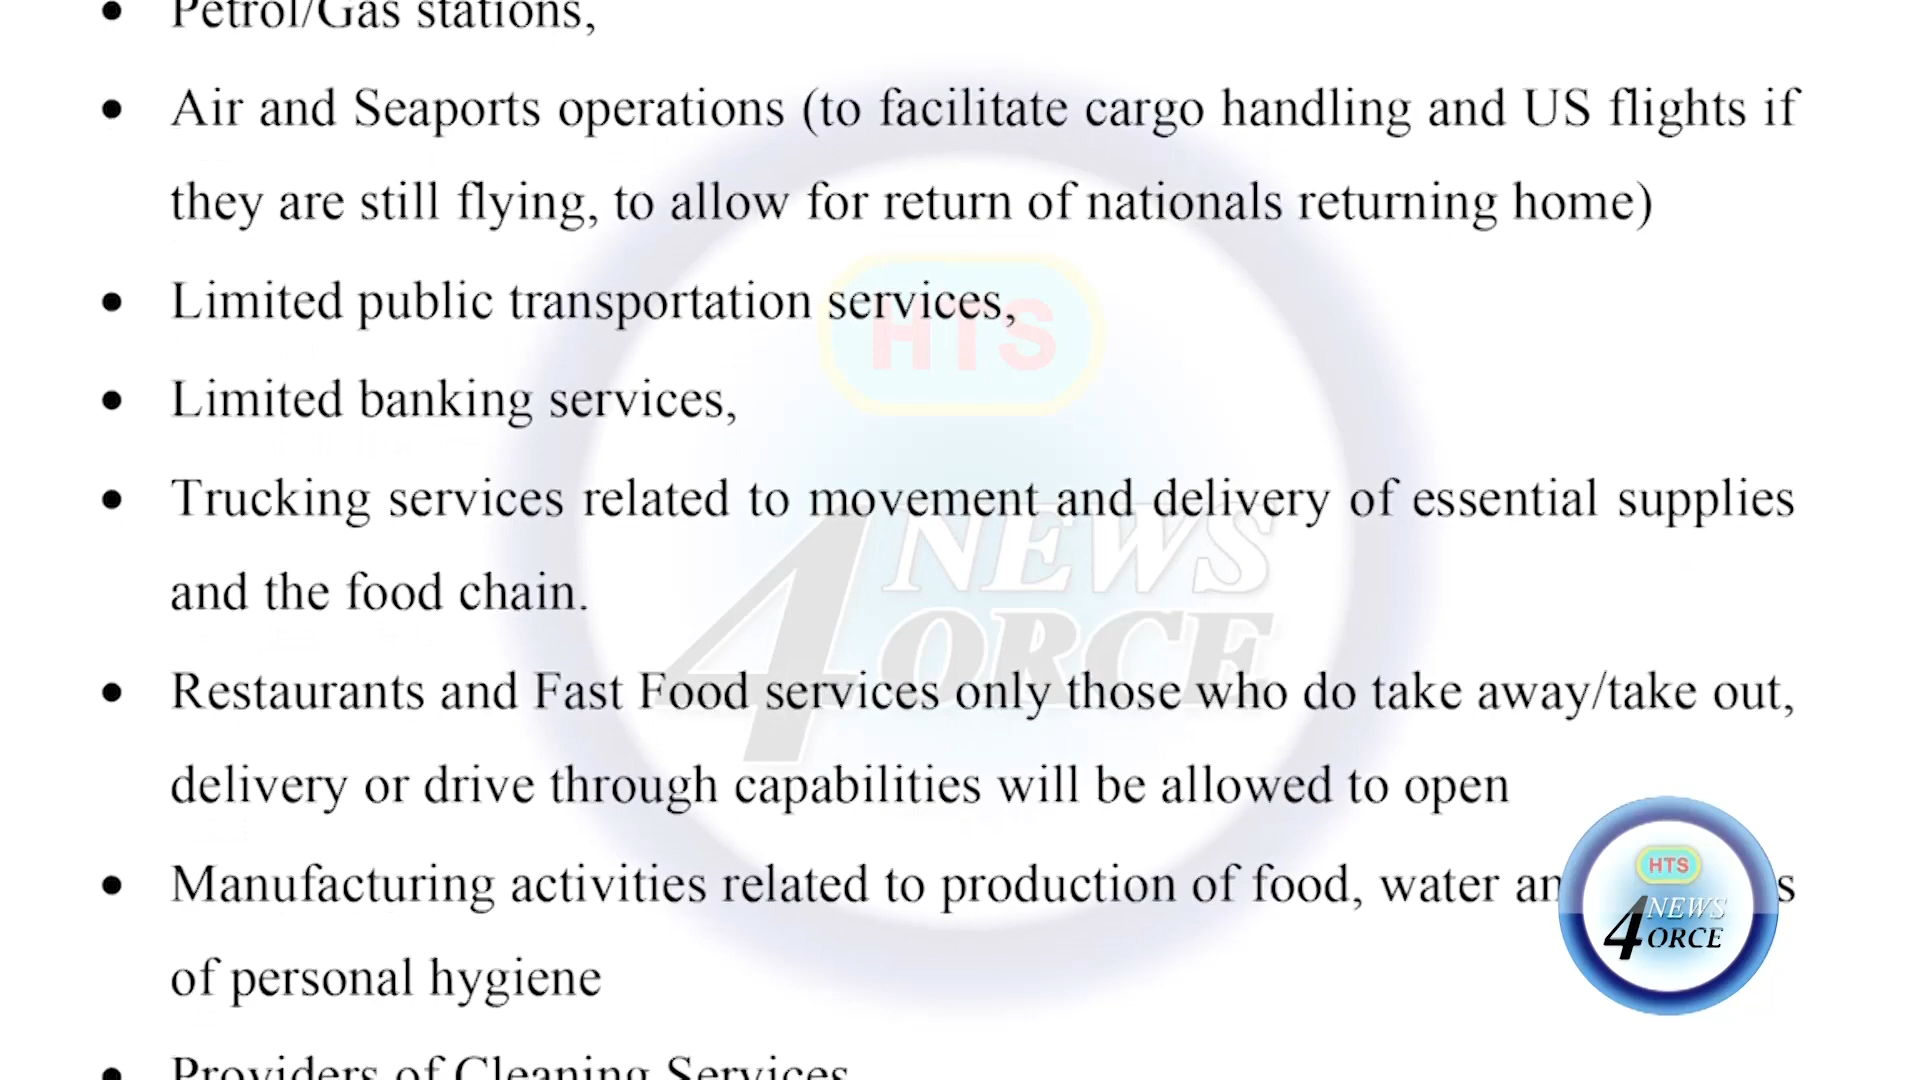 Petrol/Gas stations,
Air and Seaports operations (to facilitate cargo handling and US flights if
they are still flying, to allow for return of nationals returning home)
Limited public transportation services,
Limited banking services,
Trucking services related to movement and delivery of essential supplies
and the food chain.
Restaurants and Fast Food services only those who do take away/take out,
delivery or drive through capabilities will be allowed to open
Manufacturing activities related to production of food, water
of personal hygiene
Providers of Cleaning Services
HTS
4 NEWS
ORCE
HTS
4 NEWS
ORCE